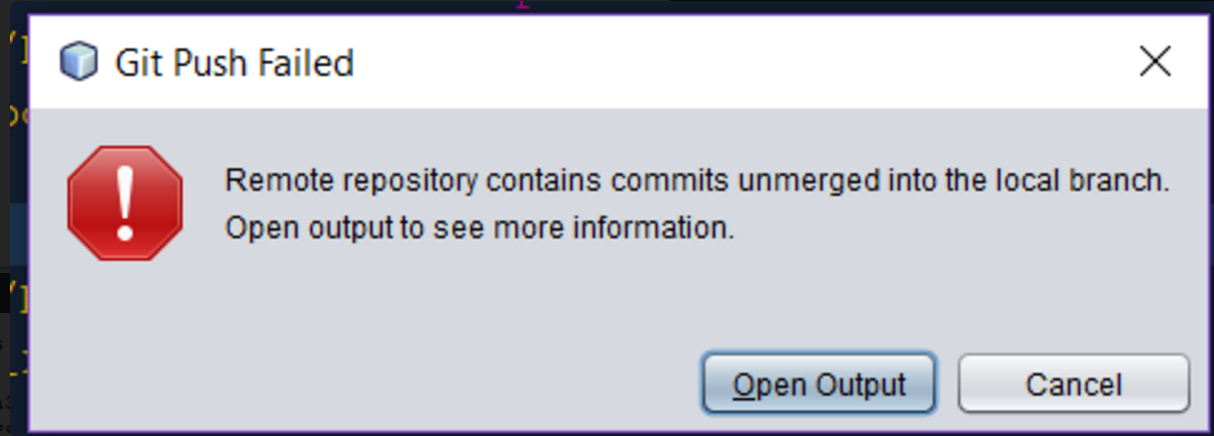 Git Push Failed
Remote repository contains commits unmerged into the local branch.
Open output to see more information.
Open Output
Cancel